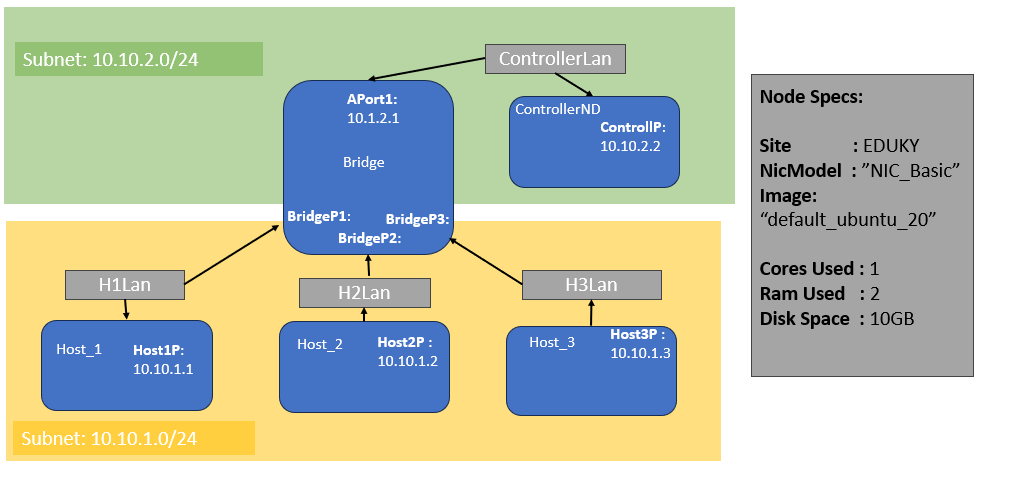 Subnet: 10.10.2.0/24
ControllerLan
APort1:
10.1.2.1
Bridge
BridgeP1:
BridgeP3:
BridgeP2:
ControllerND
ControllP:
10.10.2.2
H1Lan
H2Lan
H3Lan
Host_1
Host1P:
10.10.1.1
Host_2
Host2P :
10.10.1.2
Host_3
Host3P :
10.10.1.3
Subnet: 10.10.1.0/24
Node Specs:
Site : EDUKY
NicModel : ”NIC_Basic”
Image:
“default_ubuntu_20”
Cores Used : 1
Ram Used : 2
Disk Space : 10GB